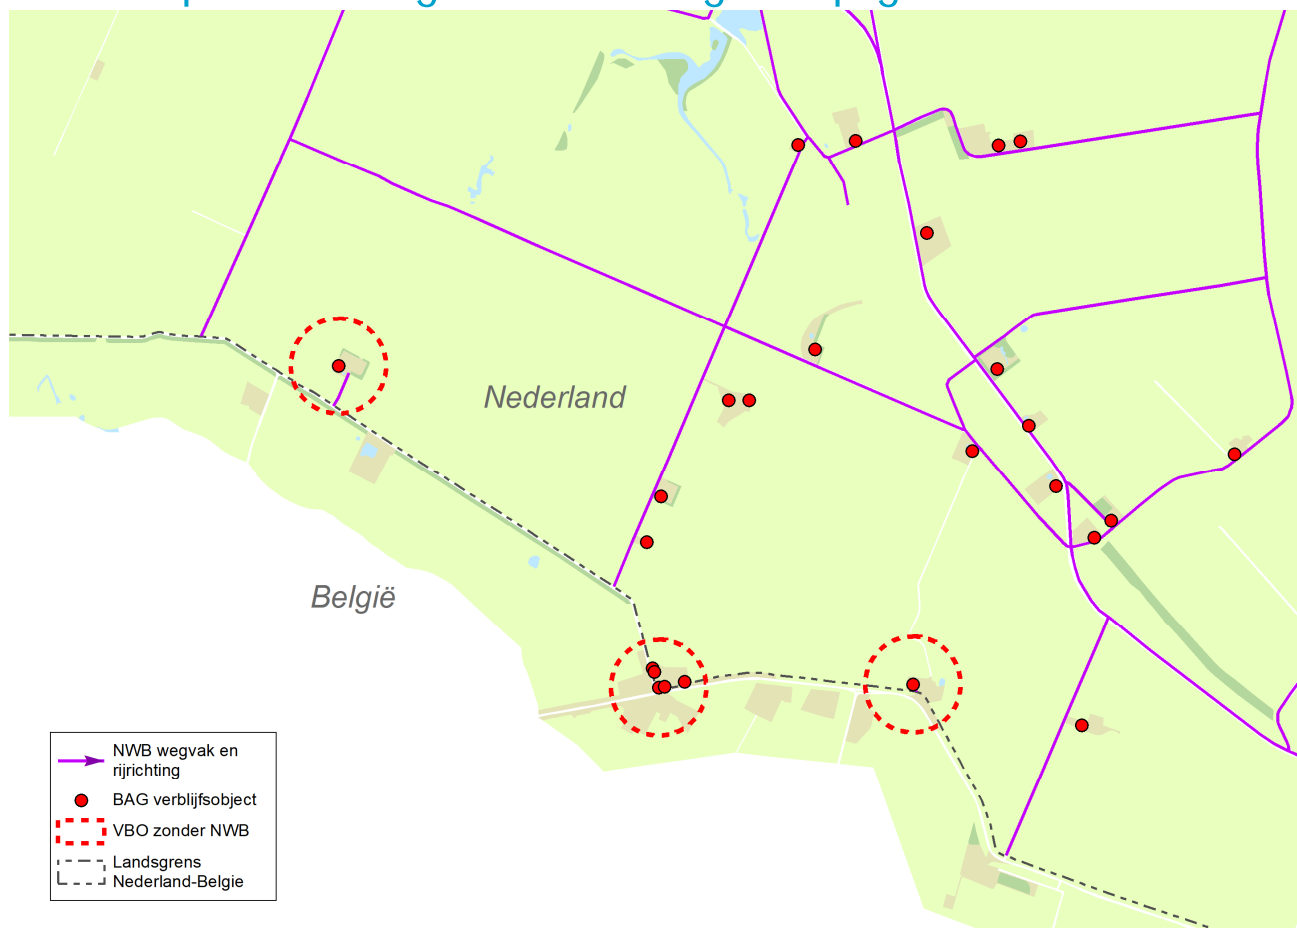 Nederland
België
NWB wegvak en
rijrichting
BAG verblijfsobject
VBO zonder NWB
Landsgrens
Nederland-Belgie